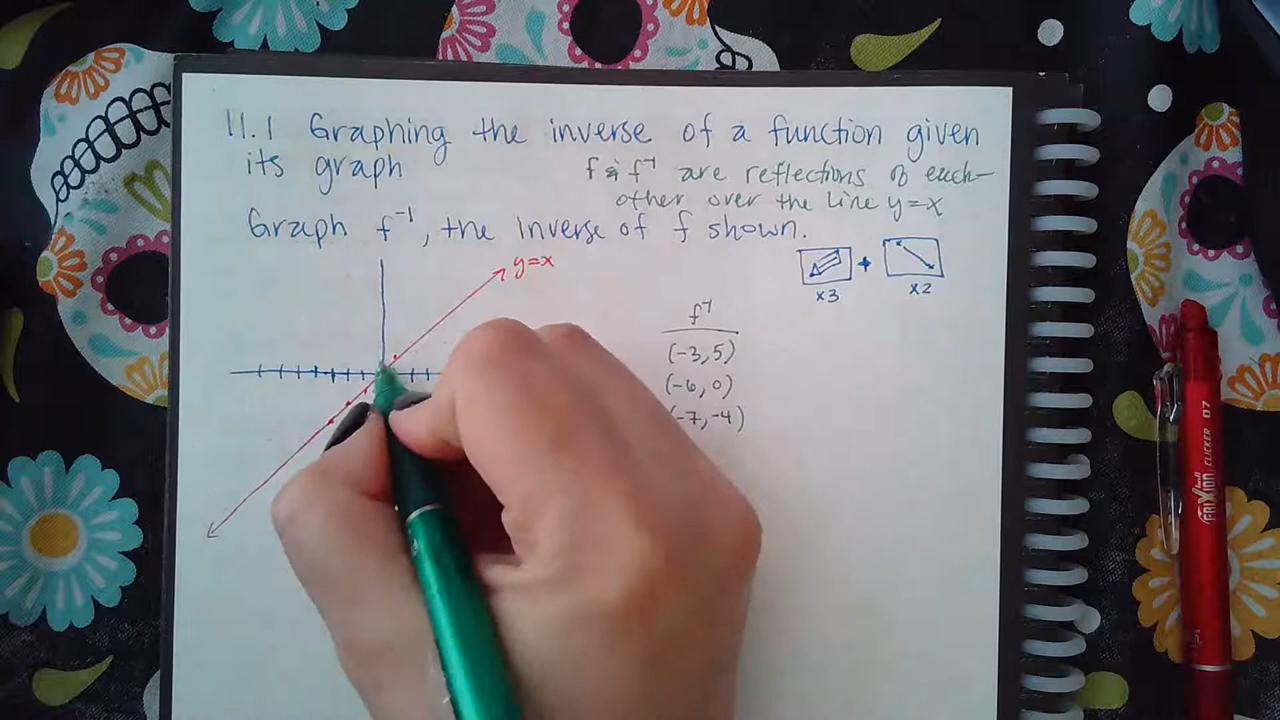 11.1 Graphing the inverse of a function given
its graph
f & f⁻¹ are reflections of each-
other over the line y=x
Graph f⁻¹, the inverse of f shown.
y=x
x3
x2
f⁻¹
(-3,5)
(-6,0)
(-7,-4)
FRIXION CLICKER 07